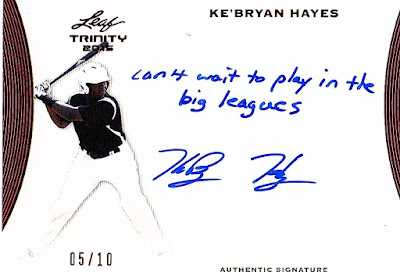 Leaf
TRINITY
2015
KE'BRYAN HAYES
can't wait to play in the
big leagues
05/10
AUTHENTIC SIGNATURE